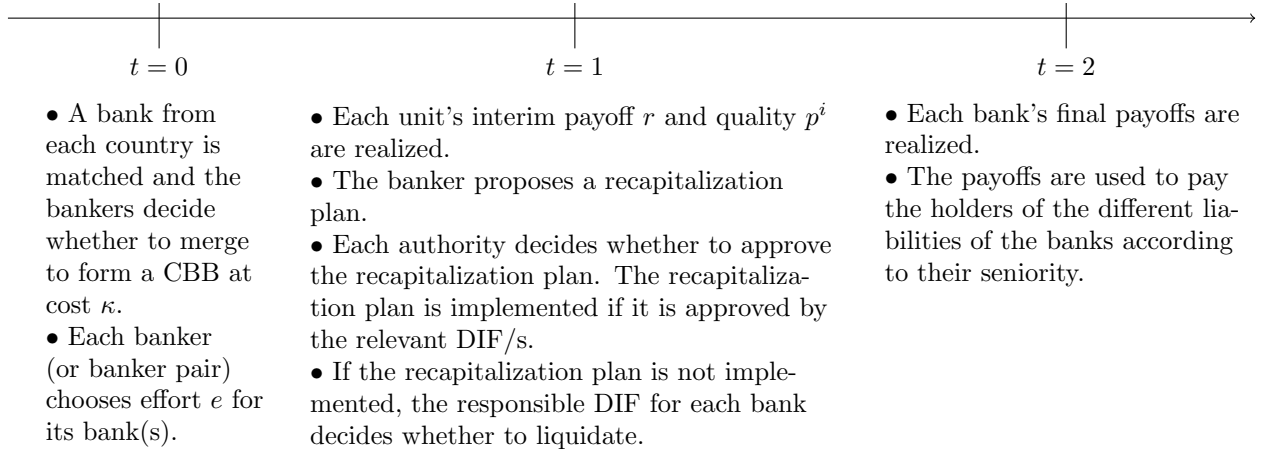 t = 0
t = 1
t = 2
• A bank from
each country is
matched and the
bankers decide
whether to merge
to form a CBB at
cost κ.
• Each banker
(or banker pair)
chooses effort e for
its bank(s).
• Each unit's interim payoff r and quality pⁱ
are realized.
• The banker proposes a recapitalization
plan.
• Each authority decides whether to approve
the recapitalization plan. The recapitaliza-
tion plan is implemented if it is approved by
the relevant DIF/s.
• If the recapitalization plan is not imple-
mented, the responsible DIF for each bank
decides whether to liquidate.
• Each bank's final payoffs are
realized.
• The payoffs are used to pay
the holders of the different lia-
bilities of the banks according
to their seniority.